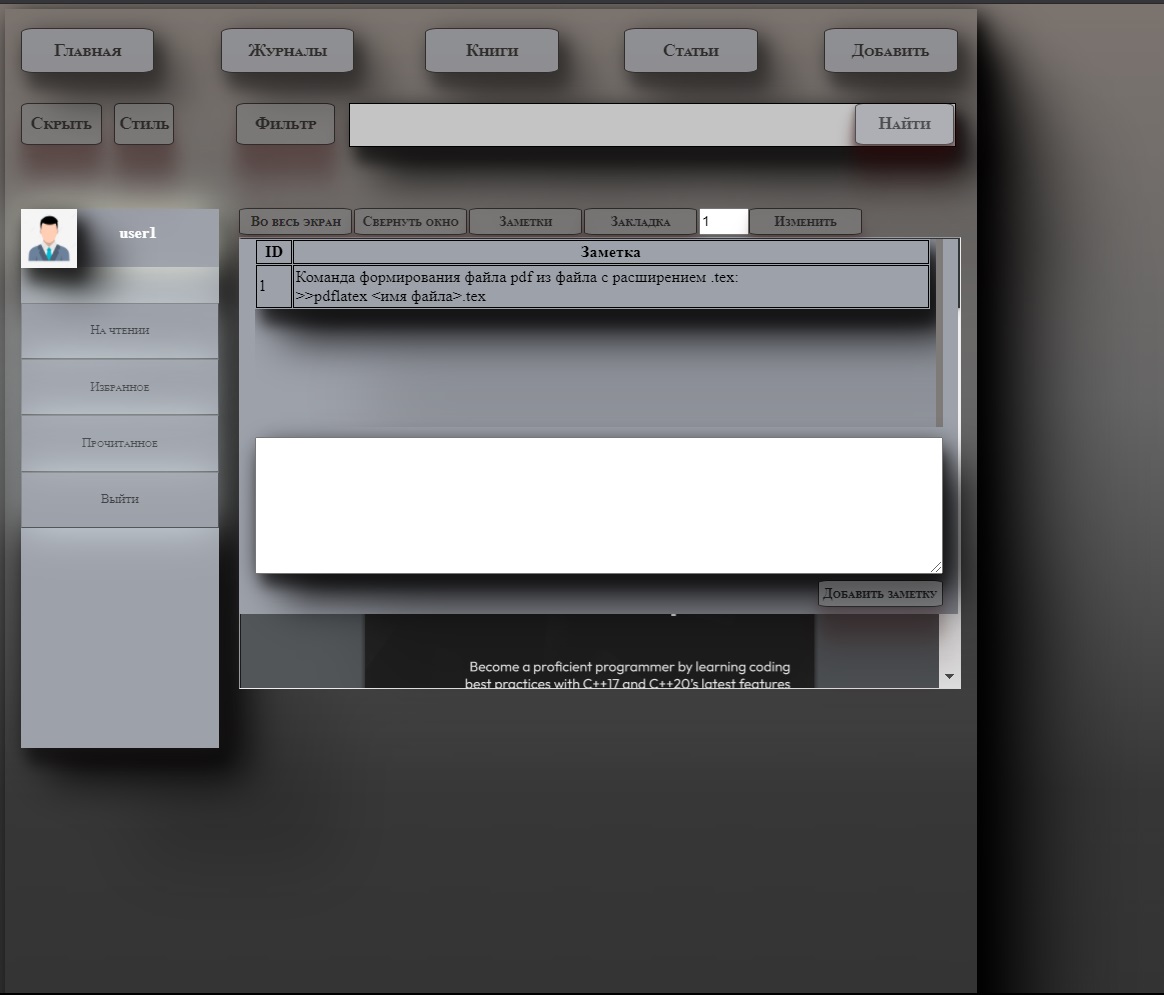 Главная Журналы Книги Статьи Добавить
Скрыть Стиль Фильтр Найти
user1
На чтении
Избранное
Прочитанное
Выйти
Во весь экран Свернуть окно Заметки Закладка 1 Изменить
ID Заметка
1 Команда формирования файла pdf из файла с расширением .tex:
>>pdflatex <имя файла>.tex
Добавить заметку
Become a proficient programmer by learning coding
best practices with C++17 and C++20's latest features